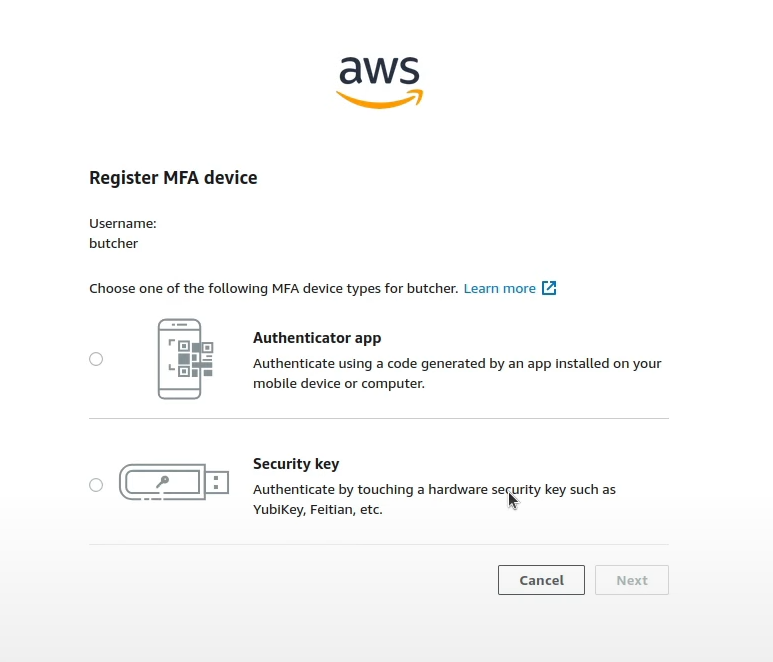 aws
Register MFA device
Username:
butcher
Choose one of the following MFA device types for butcher. Learn more
Authenticator app
Authenticate using a code generated by an app installed on your
mobile device or computer.
Security key
Authenticate by touching a hardware security key such as
YubiKey, Feitian, etc.
Cancel
Next